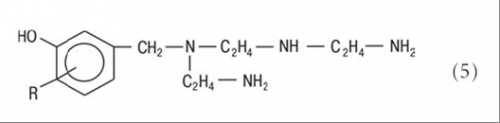 HO
CH₂ — N — C₂H₄ — NH — C₂H₄ — NH₂
C₂H₄ — NH₂
R
(5)